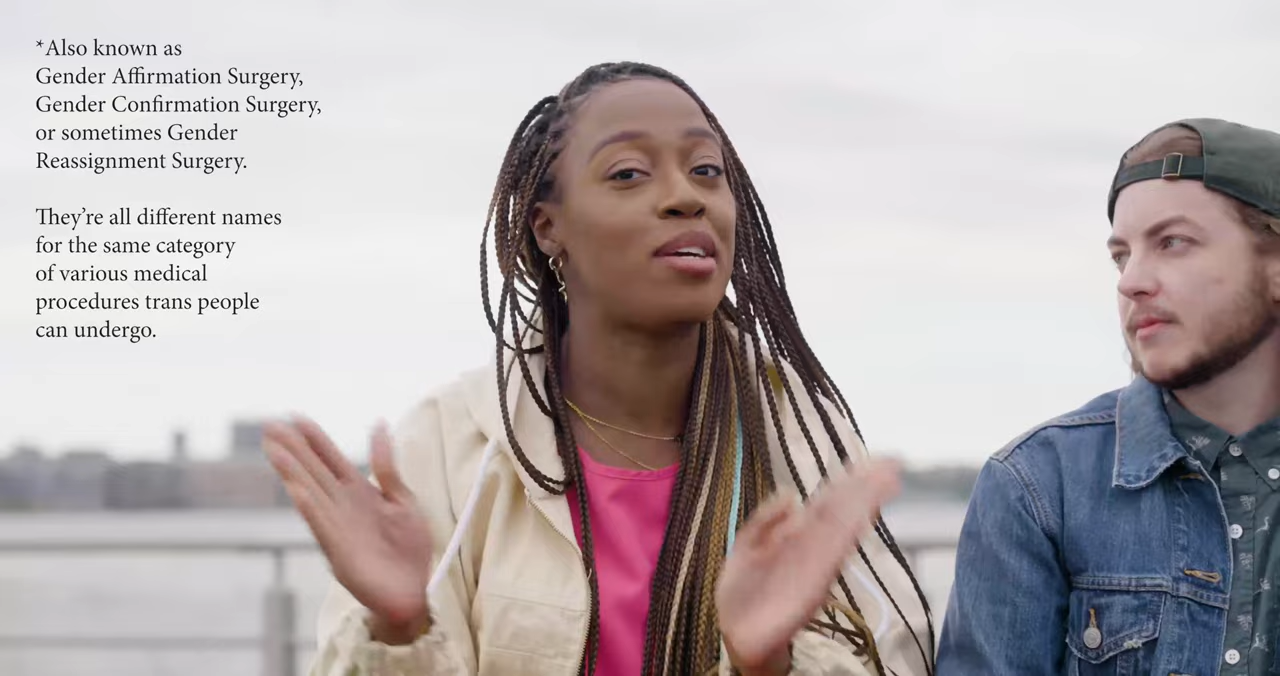 *Also known as
Gender Affirmation Surgery,
Gender Confirmation Surgery,
or sometimes Gender
Reassignment Surgery.
They’re all different names
for the same category
of various medical
procedures trans people
can undergo.